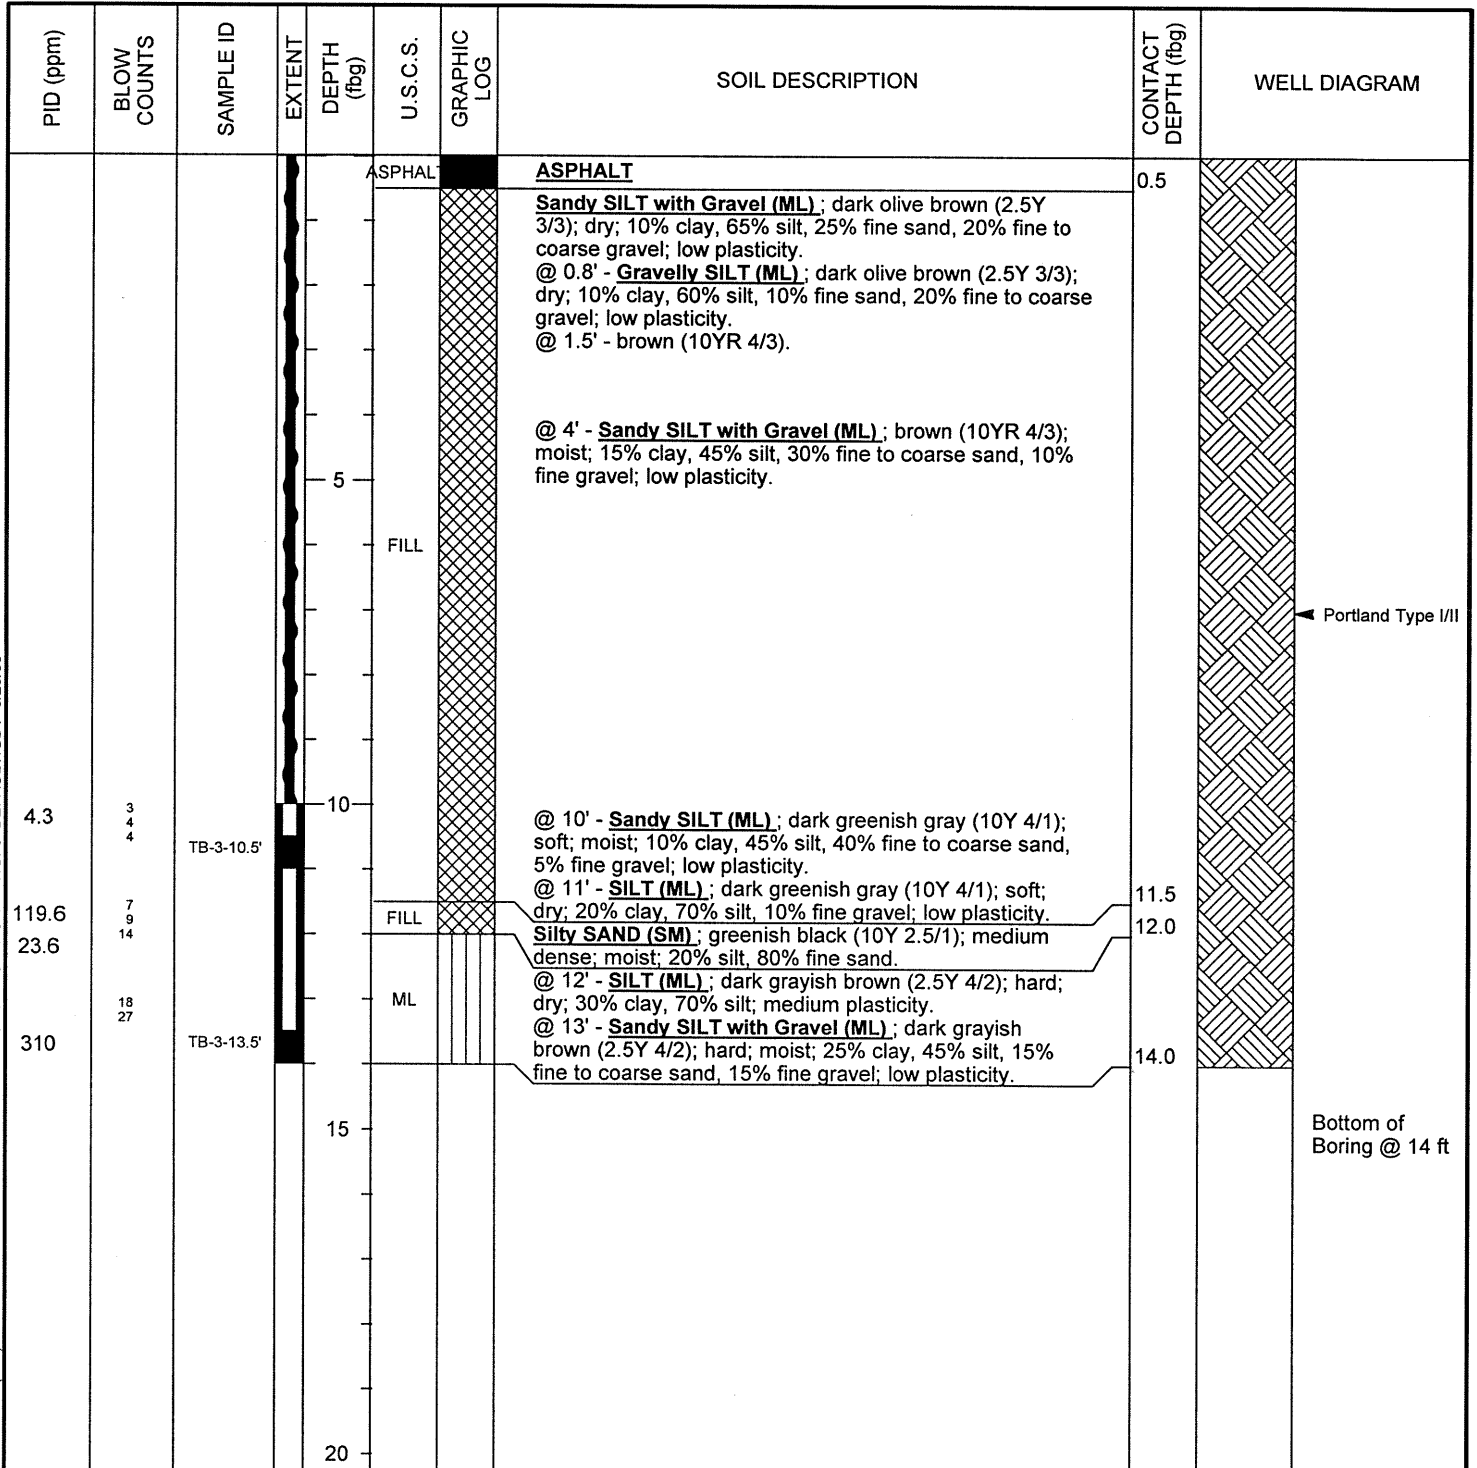 PID (ppm)
BLOW
COUNTS
SAMPLE ID
EXTENT
DEPTH
(fbg)
U.S.C.S.
GRAPHIC
LOG
SOIL DESCRIPTION
CONTACT
DEPTH (fbg)
WELL DIAGRAM
ASPHALT
ASPHALT
0.5
Sandy SILT with Gravel (ML) ; dark olive brown (2.5Y
3/3); dry; 10% clay, 65% silt, 25% fine sand, 20% fine to
coarse gravel; low plasticity.
@ 0.8' - Gravelly SILT (ML) ; dark olive brown (2.5Y 3/3);
dry; 10% clay, 60% silt, 10% fine sand, 20% fine to coarse
gravel; low plasticity.
@ 1.5' - brown (10YR 4/3).
@ 4' - Sandy SILT with Gravel (ML) ; brown (10YR 4/3);
moist; 15% clay, 45% silt, 30% fine to coarse sand, 10%
fine gravel; low plasticity.
5
FILL
Portland Type I/II
10
4.3
3
4
4
TB-3-10.5'
@ 10' - Sandy SILT (ML) ; dark greenish gray (10Y 4/1);
soft; moist; 10% clay, 45% silt, 40% fine to coarse sand,
5% fine gravel; low plasticity.
@ 11' - SILT (ML) ; dark greenish gray (10Y 4/1); soft;
dry; 20% clay, 70% silt, 10% fine gravel; low plasticity.
11.5
119.6
7
9
14
FILL
12.0
23.6
Silty SAND (SM) ; greenish black (10Y 2.5/1); medium
dense; moist; 20% silt, 80% fine sand.
@ 12' - SILT (ML) ; dark grayish brown (2.5Y 4/2); hard;
dry; 30% clay, 70% silt; medium plasticity.
18
27
ML
@ 13' - Sandy SILT with Gravel (ML) ; dark grayish
brown (2.5Y 4/2); hard; moist; 25% clay, 45% silt, 15%
fine to coarse sand, 15% fine gravel; low plasticity.
310
TB-3-13.5'
14.0
15
Bottom of
Boring @ 14 ft
20